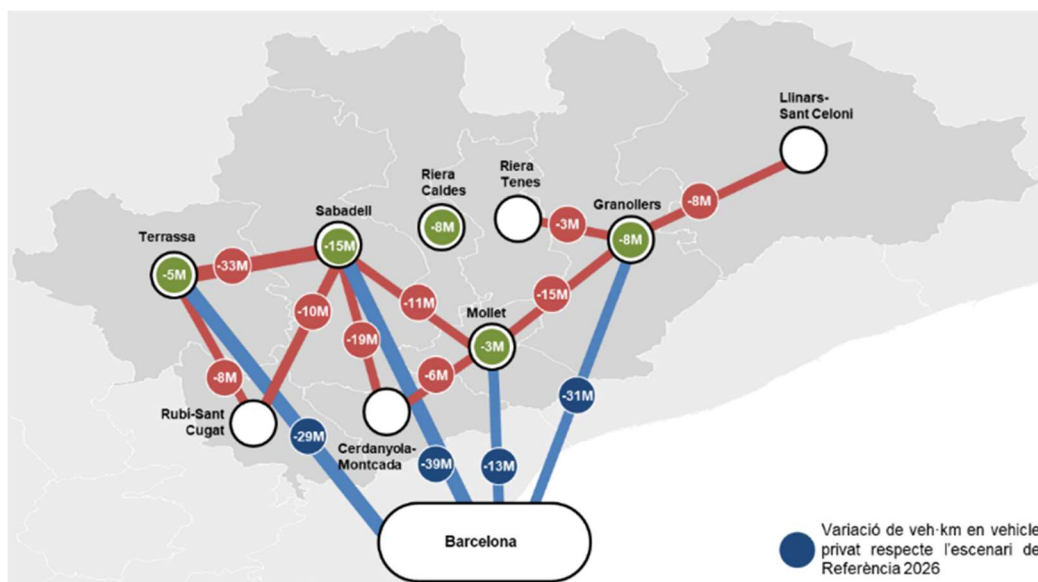 Llinars-
Sant Celoni
Riera
Tenes
Riera
Caldes
Granollers
Sabadell
Terrassa
-8M
-3M
-8M
-8M
-15M
-5M
-33M
-15M
-10M
-11M
Mollet
-19M
-3M
-6M
-8M
-31M
Rubí-Sant
Cugat
-29M
Cerdanyola-
Montcada
-39M
-13M
Barcelona
Variació de veh·km en vehicle
privat respecte l'escenari de
Referència 2026